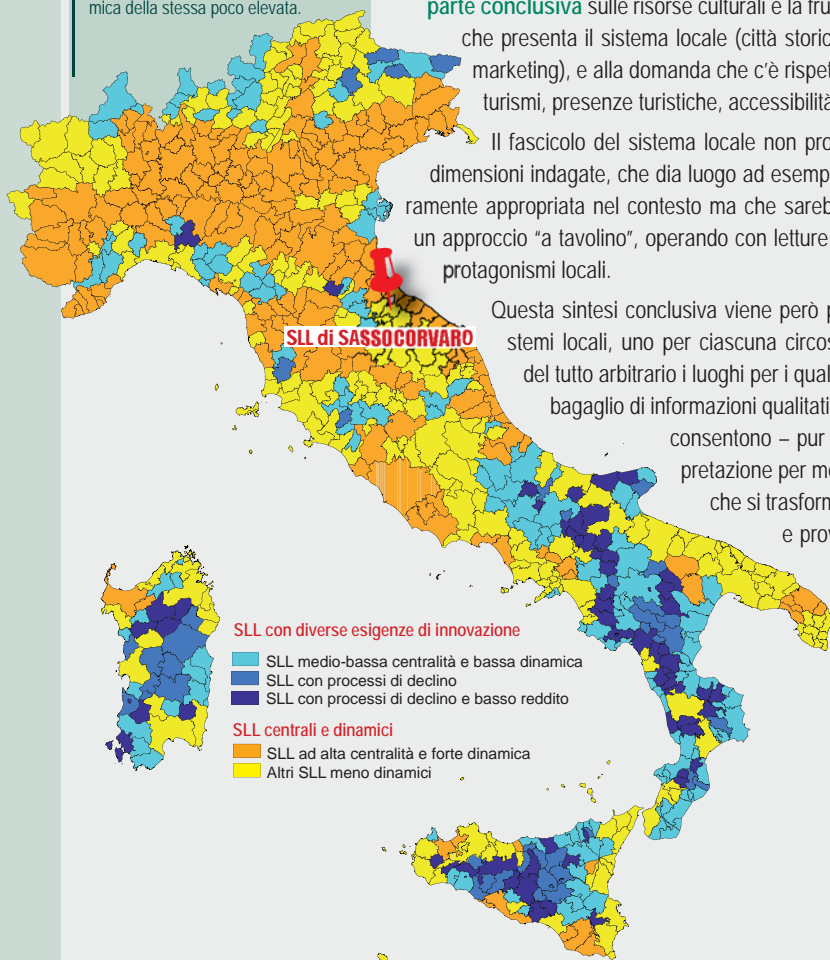 mica della stessa poco elevata.
parte conclusiva sulle risorse culturali e la fru
che presenta il sistema locale (città storic
marketing), e alla domanda che c'è rispet
turismi, presenze turistiche, accessibilità
Il fascicolo del sistema locale non pro
dimensioni indagate, che dia luogo ad esemp
ramente appropriata nel contesto ma che sareb
un approccio “a tavolino”, operando con letture
protagonismi locali.
Questa sintesi conclusiva viene però p
stemi locali, uno per ciascuna circos
del tutto arbitrario i luoghi per i qual
bagaglio di informazioni qualitati
consentono – pur
pretazione per me
che si trasform
e prov
SLL di SASSOCORVARO
SLL con diverse esigenze di innovazione
SLL medio-bassa centralità e bassa dinamica
SLL con processi di declino
SLL con processi di declino e basso reddito
SLL centrali e dinamici
SLL ad alta centralità e forte dinamica
Altri SLL meno dinamici